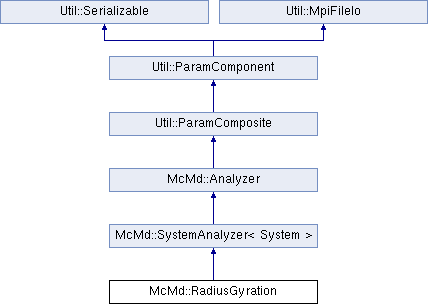 Util::Serializable
Util::MpiFileIo
Util::ParamComponent
Util::ParamComposite
McMd::Analyzer
McMd::SystemAnalyzer< System >
McMd::RadiusGyration